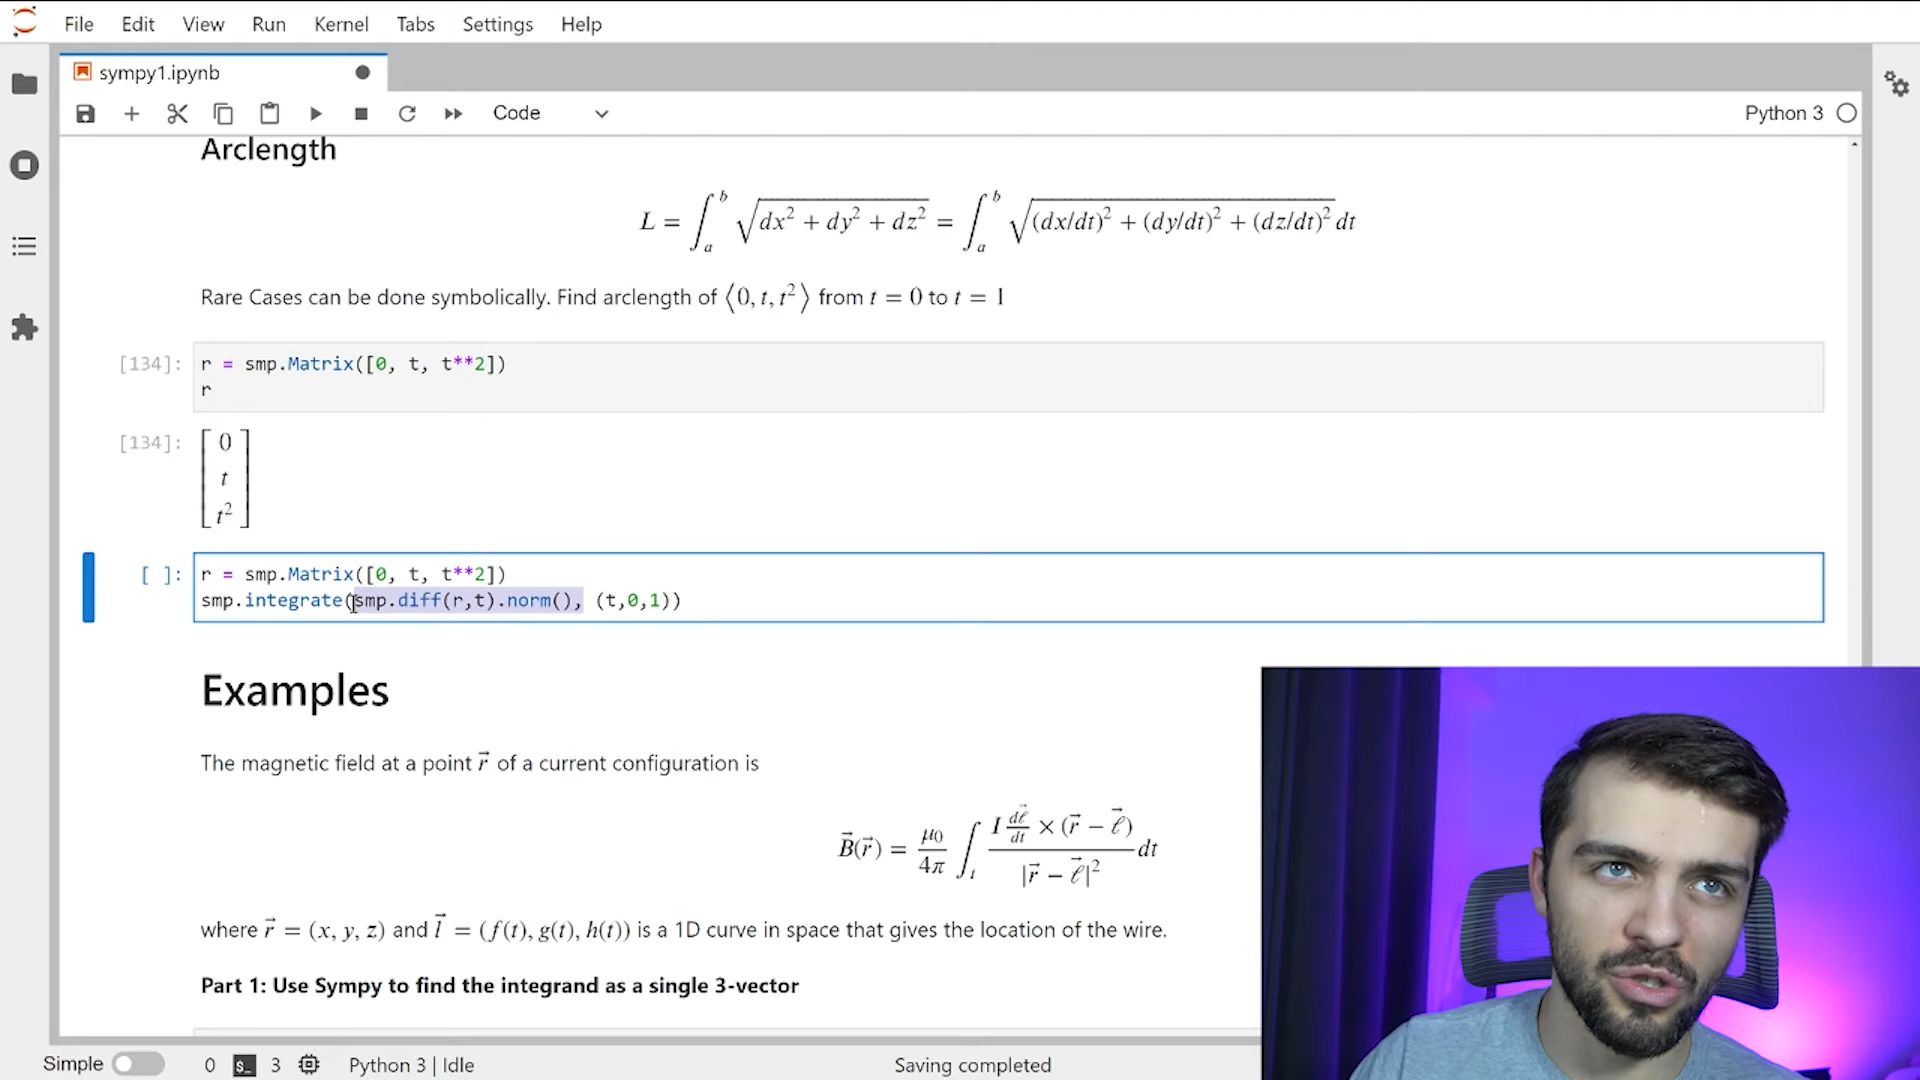 File Edit View Run Kernel Tabs Settings Help
sympy1.ipynb
Code
Python 3
Arclength
L = ∫_a^b √(dx² + dy² + dz²) = ∫_a^b √((dx/dt)² + (dy/dt)² + (dz/dt)²) dt
Rare Cases can be done symbolically. Find arclength of ⟨0, t, t²⟩ from t = 0 to t = 1
[134]: r = smp.Matrix([0, t, t**2])
r
[134]: [0
t
t²]
[ ]: r = smp.Matrix([0, t, t**2])
smp.integrate(smp.diff(r,t).norm(), (t,0,1))
Examples
The magnetic field at a point r⃗ of a current configuration is
B⃗(r⃗) = μ₀/4π ∫_t (I dℓ⃗/dt × (r⃗ − ℓ⃗))/|r⃗ − ℓ⃗|² dt
where r⃗ = (x, y, z) and l⃗ = (f(t), g(t), h(t)) is a 1D curve in space that gives the location of the wire.
Part 1: Use Sympy to find the integrand as a single 3-vector
Simple 0 $_ 3 Python 3 | Idle Saving completed